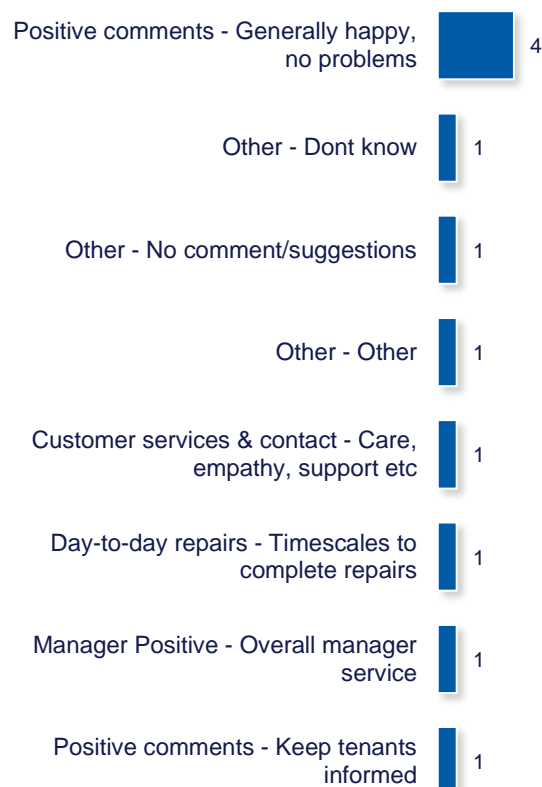 Positive comments - Generally happy,
no problems
4
Other - Dont know
1
Other - No comment/suggestions
1
Other - Other
1
Customer services & contact - Care,
empathy, support etc
1
Day-to-day repairs - Timescales to
complete repairs
1
Manager Positive - Overall manager
service
1
Positive comments - Keep tenants
informed
1